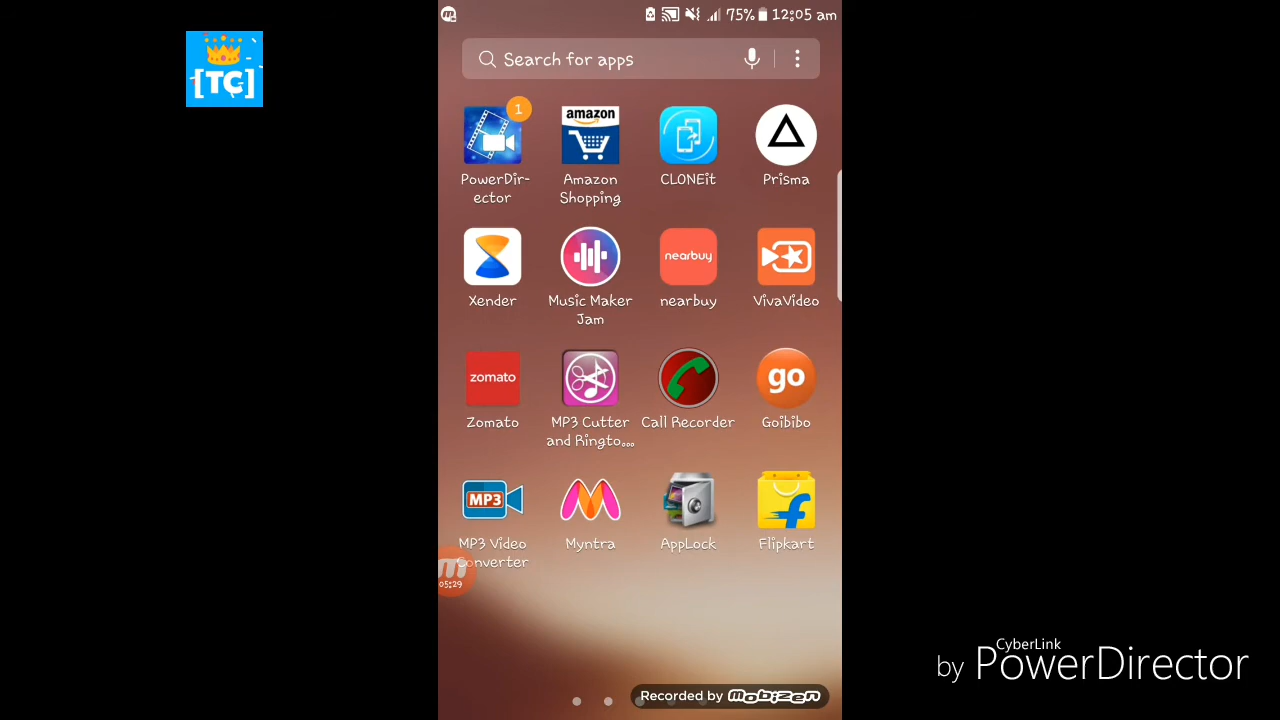 75% 12:05 am
[TC]
Search for apps
1
amazon
PowerDir-
ector
Amazon
Shopping
CLONEit
Prisma
nearbuy
Xender
Music Maker
Jam
nearbuy
VivaVideo
zomato
go
Zomato
MP3 Cutter
and Ringto...
Call Recorder
Goibibo
MP3
MP3 Video
Converter
Myntra
AppLock
Flipkart
m
05:29
CyberLink
by PowerDirector
Recorded by mobizen